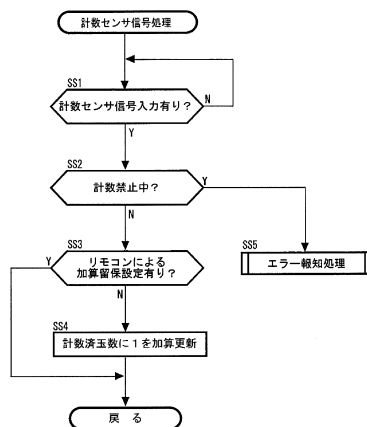 計数センサ信号処理
SS1
計数センサ信号入力有り？
N
Y
SS2
計数禁止中？
Y
N
SS3
リモコンによる
加算留保設定有り？
Y
N
SS5
エラー報知処理
SS4
計数済玉数に１を加算更新
戻　る